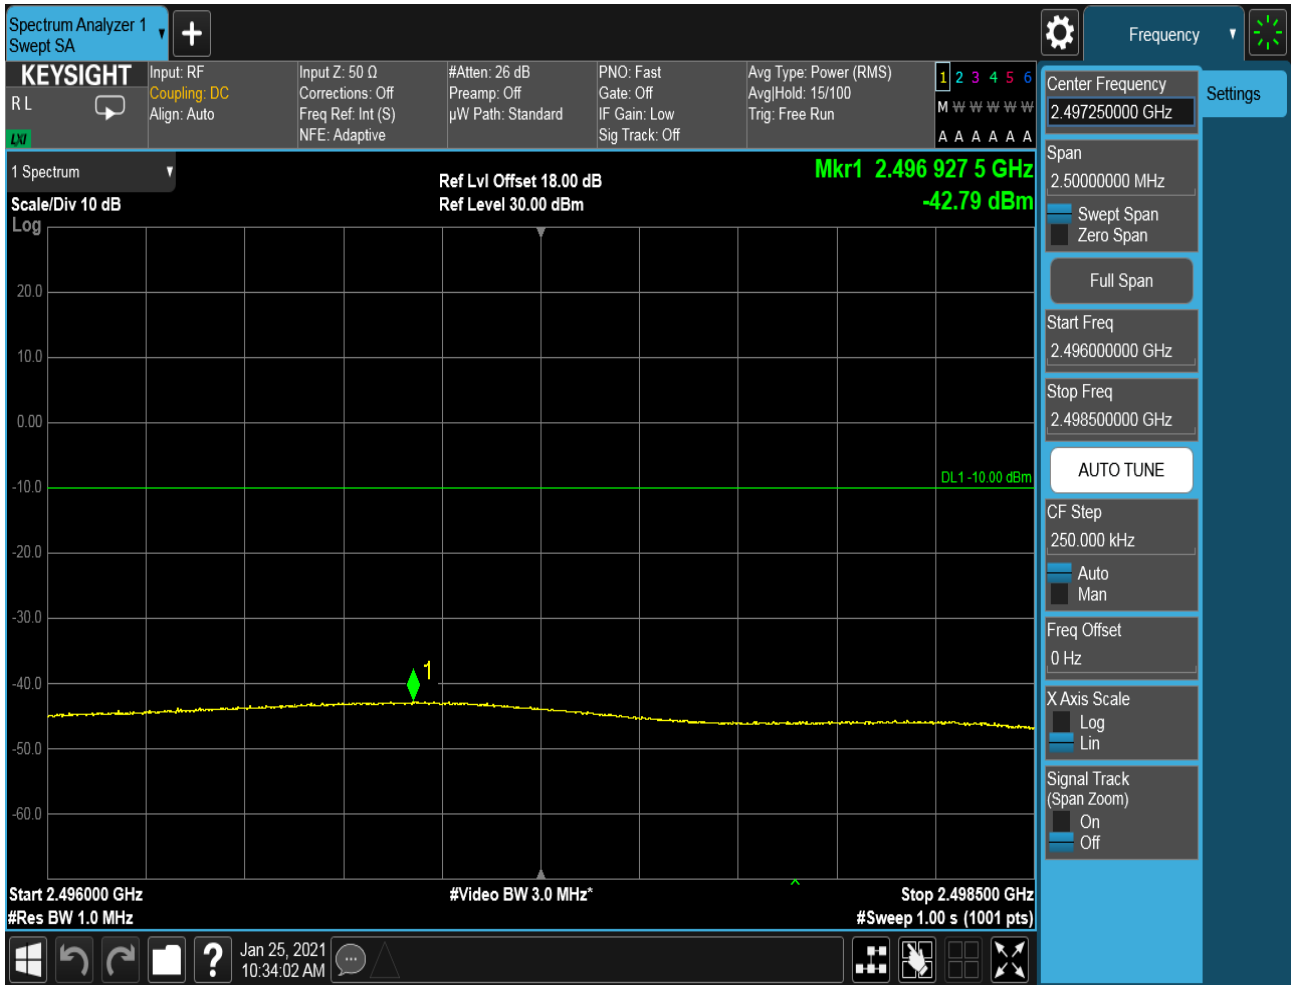 Spectrum Analyzer 1
Swept SA
Frequency
KEYSIGHT
R L
LXI
Input: RF
Coupling: DC
Align: Auto
Input Z: 50 Ω
Corrections: Off
Freq Ref: Int (S)
NFE: Adaptive
#Atten: 26 dB
Preamp: Off
µW Path: Standard
PNO: Fast
Gate: Off
IF Gain: Low
Sig Track: Off
Avg Type: Power (RMS)
Avg|Hold: 15/100
Trig: Free Run
1 2 3 4 5 6
M W W W W W
A A A A A A
1 Spectrum
Scale/Div 10 dB
Log
Ref Lvl Offset 18.00 dB
Ref Level 30.00 dBm
Mkr1 2.496 927 5 GHz
-42.79 dBm
20.0
10.0
0.00
-10.0
-20.0
-30.0
-40.0
-50.0
-60.0
DL1 -10.00 dBm
1
Start 2.496000 GHz
#Res BW 1.0 MHz
#Video BW 3.0 MHz*
Stop 2.498500 GHz
#Sweep 1.00 s (1001 pts)
Center Frequency
2.497250000 GHz
Settings
Span
2.50000000 MHz
Swept Span
Zero Span
Full Span
Start Freq
2.496000000 GHz
Stop Freq
2.498500000 GHz
AUTO TUNE
CF Step
250.000 kHz
Auto
Man
Freq Offset
0 Hz
X Axis Scale
Log
Lin
Signal Track
(Span Zoom)
On
Off
?
Jan 25, 2021
10:34:02 AM